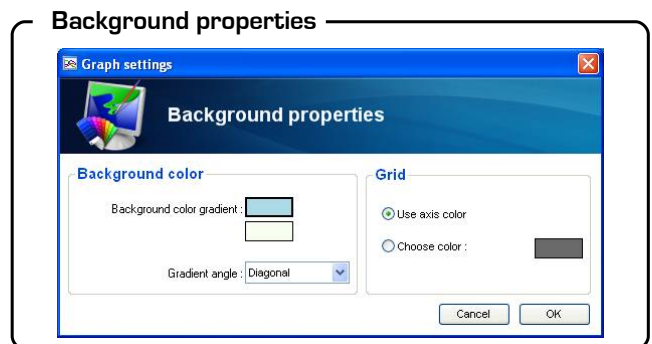 Background properties
Graph settings
Background properties
Background color
Background color gradient :
Gradient angle : Diagonal
Grid
Use axis color
Choose color :
Cancel OK